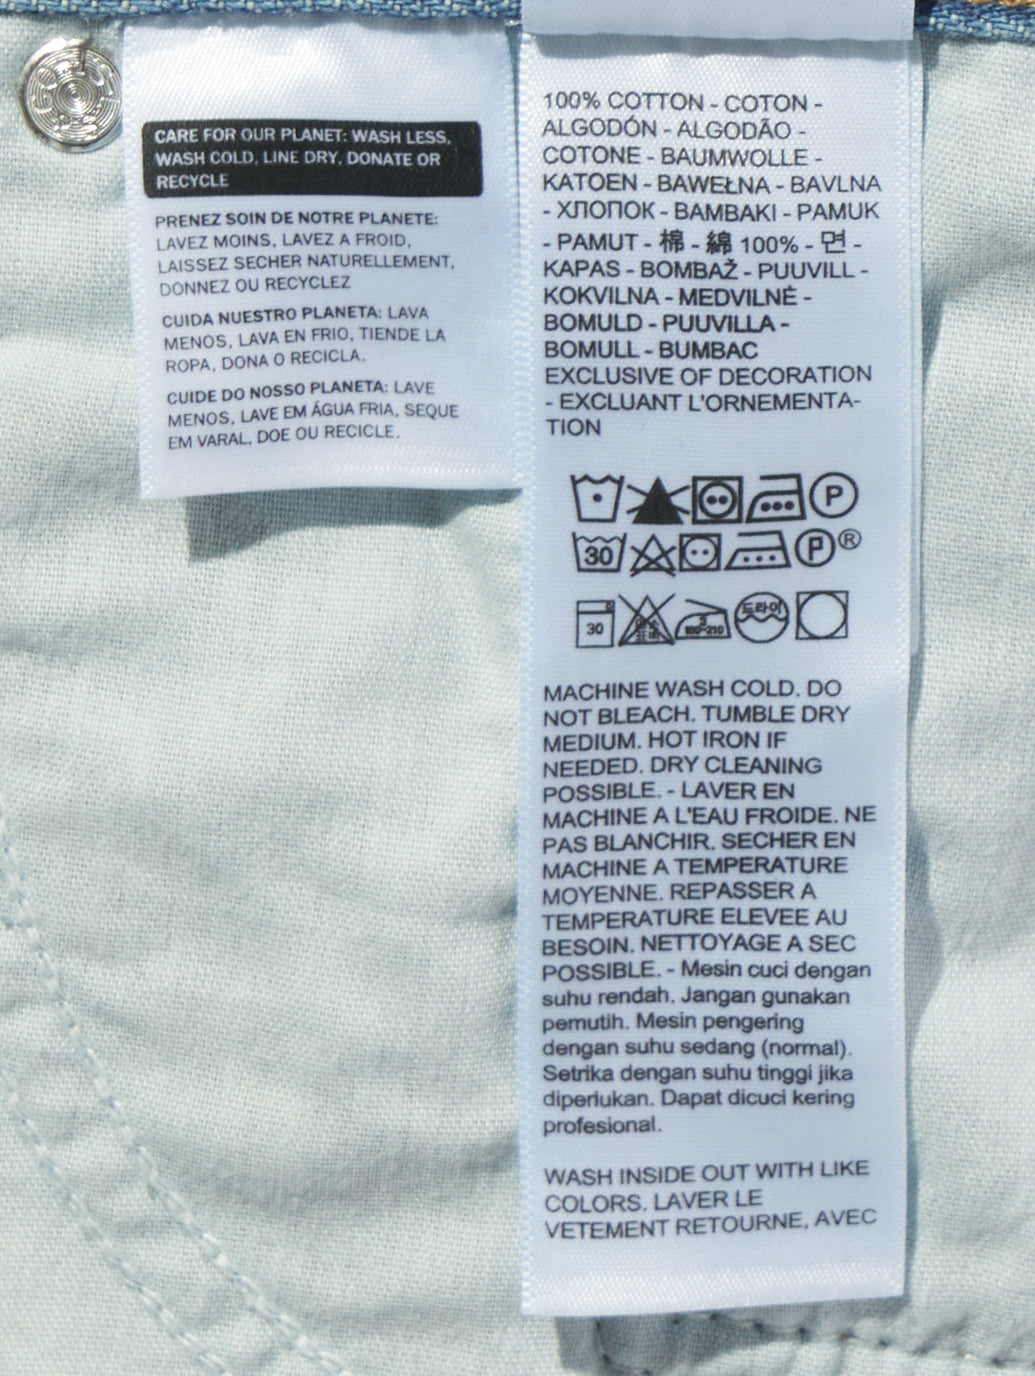 CARE FOR OUR PLANET: WASH LESS,
WASH COLD, LINE DRY, DONATE OR
RECYCLE
PRENEZ SOIN DE NOTRE PLANETE:
LAVEZ MOINS, LAVEZ A FROID,
LAISSEZ SECHER NATURELLEMENT,
DONNEZ OU RECYCLEZ
CUIDA NUESTRO PLANETA: LAVA
MENOS, LAVA EN FRIO, TIENDE LA
ROPA, DONA O RECICLA.
CUIDE DO NOSSO PLANETA: LAVE
MENOS, LAVE EM ÁGUA FRIA, SEQUE
EM VARAL, DOE OU RECICLE.
100% COTTON - COTON -
ALGODÓN - ALGODÃO -
COTONE - BAUMWOLLE -
KATOEN - BAWEŁNA - BAVLNA
- ХЛОПОК - BAMBAKI - PAMUK
- PAMUT - 棉 - 綿 100% - 면 -
KAPAS - BOMBAŽ - PUUVILL -
KOKVILNA - MEDVILNĖ -
BOMULD - PUUVILLA -
BOMULL - BUMBAC
EXCLUSIVE OF DECORATION
- EXCLUANT L'ORNEMENTA-
TION
P
30 P ®
30 3 180~210 드라이
MACHINE WASH COLD. DO
NOT BLEACH. TUMBLE DRY
MEDIUM. HOT IRON IF
NEEDED. DRY CLEANING
POSSIBLE. - LAVER EN
MACHINE A L'EAU FROIDE. NE
PAS BLANCHIR. SECHER EN
MACHINE A TEMPERATURE
MOYENNE. REPASSER A
TEMPERATURE ELEVEE AU
BESOIN. NETTOYAGE A SEC
POSSIBLE. - Mesin cuci dengan
suhu rendah. Jangan gunakan
pemutih. Mesin pengering
dengan suhu sedang (normal).
Setrika dengan suhu tinggi jika
diperlukan. Dapat dicuci kering
profesional.
WASH INSIDE OUT WITH LIKE
COLORS. LAVER LE
VETEMENT RETOURNE, AVEC